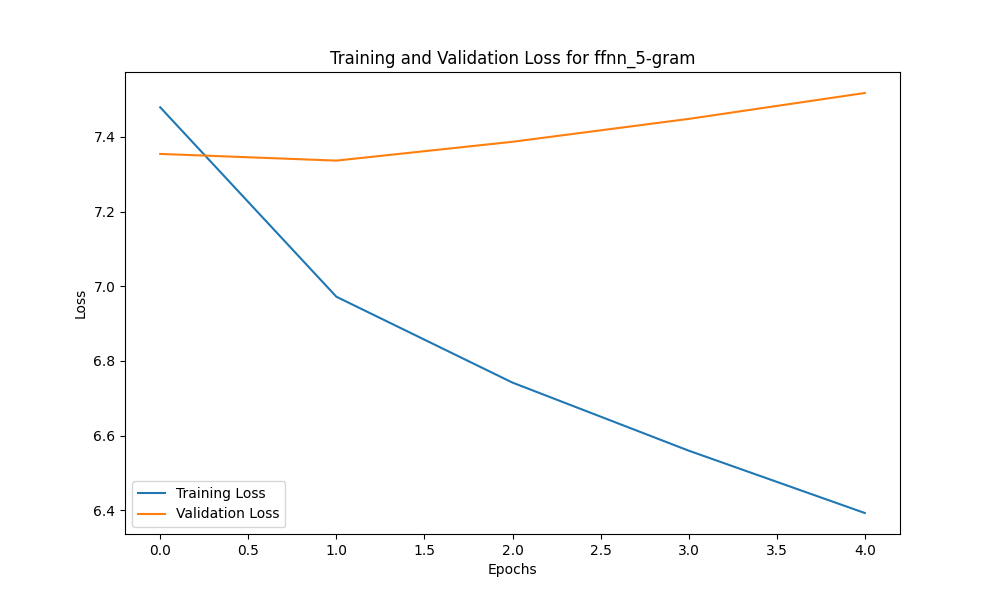 Training and Validation Loss for ffnn_5-gram
Loss
7.4
7.2
7.0
6.8
6.6
6.4
Training Loss
Validation Loss
0.0 0.5 1.0 1.5 2.0 2.5 3.0 3.5 4.0
Epochs